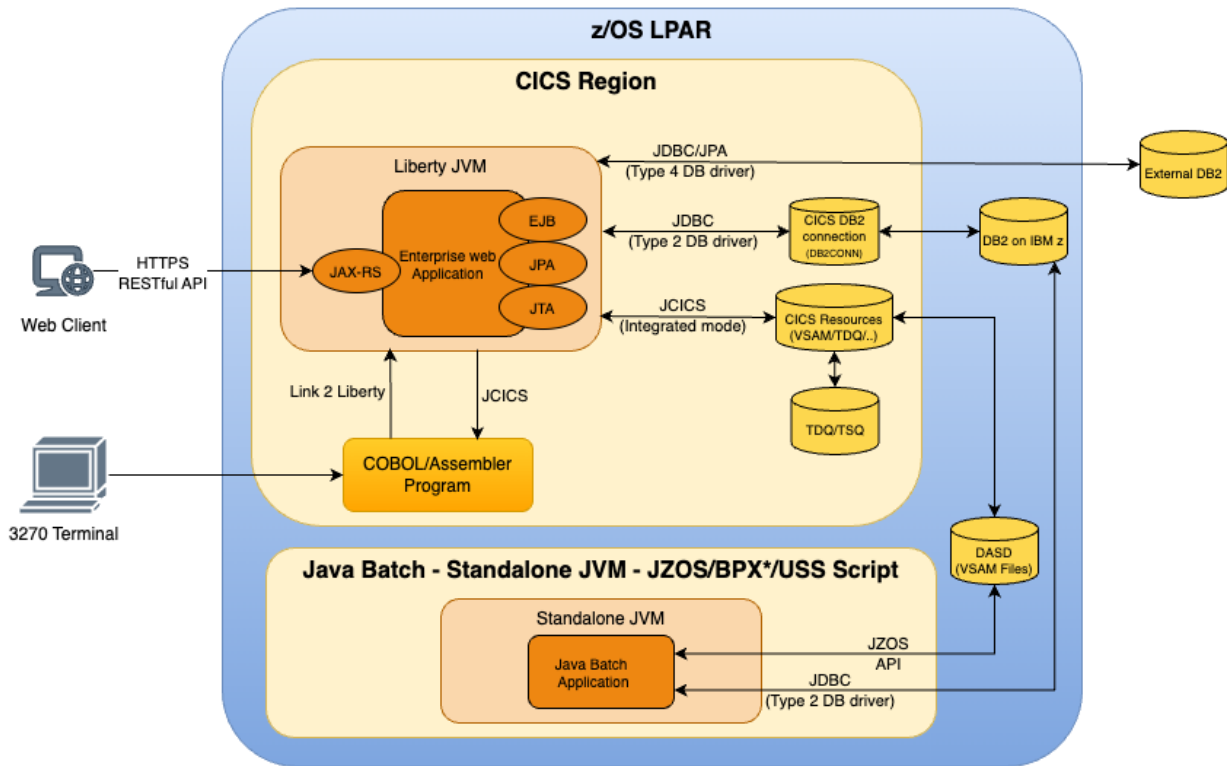 z/OS LPAR
CICS Region
Liberty JVM
JDBC/JPA
(Type 4 DB driver)
External DB2
EJB
Enterprise web
Application
JAX-RS
JPA
JTA
JDBC
(Type 2 DB driver)
CICS DB2
connection
(DB2CONN)
DB2 on IBM z
HTTPS
RESTful API
Web Client
JCICS
(Integrated mode)
CICS Resources
(VSAM/TDQ/..)
Link 2 Liberty
JCICS
TDQ/TSQ
COBOL/Assembler
Program
3270 Terminal
DASD
(VSAM Files)
Java Batch - Standalone JVM - JZOS/BPX*/USS Script
Standalone JVM
Java Batch
Application
JZOS
API
JDBC
(Type 2 DB driver)